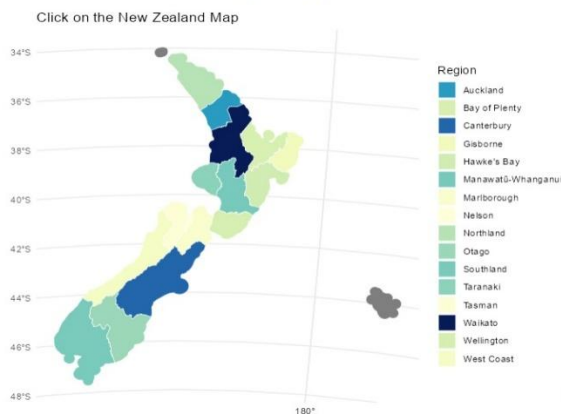 Click on the New Zealand Map
34°S
36°S
38°S
40°S
42°S
44°S
46°S
48°S
180°
Region
Auckland
Bay of Plenty
Canterbury
Gisborne
Hawke's Bay
Manawatū-Whanganui
Marlborough
Nelson
Northland
Otago
Southland
Taranaki
Tasman
Waikato
Wellington
West Coast